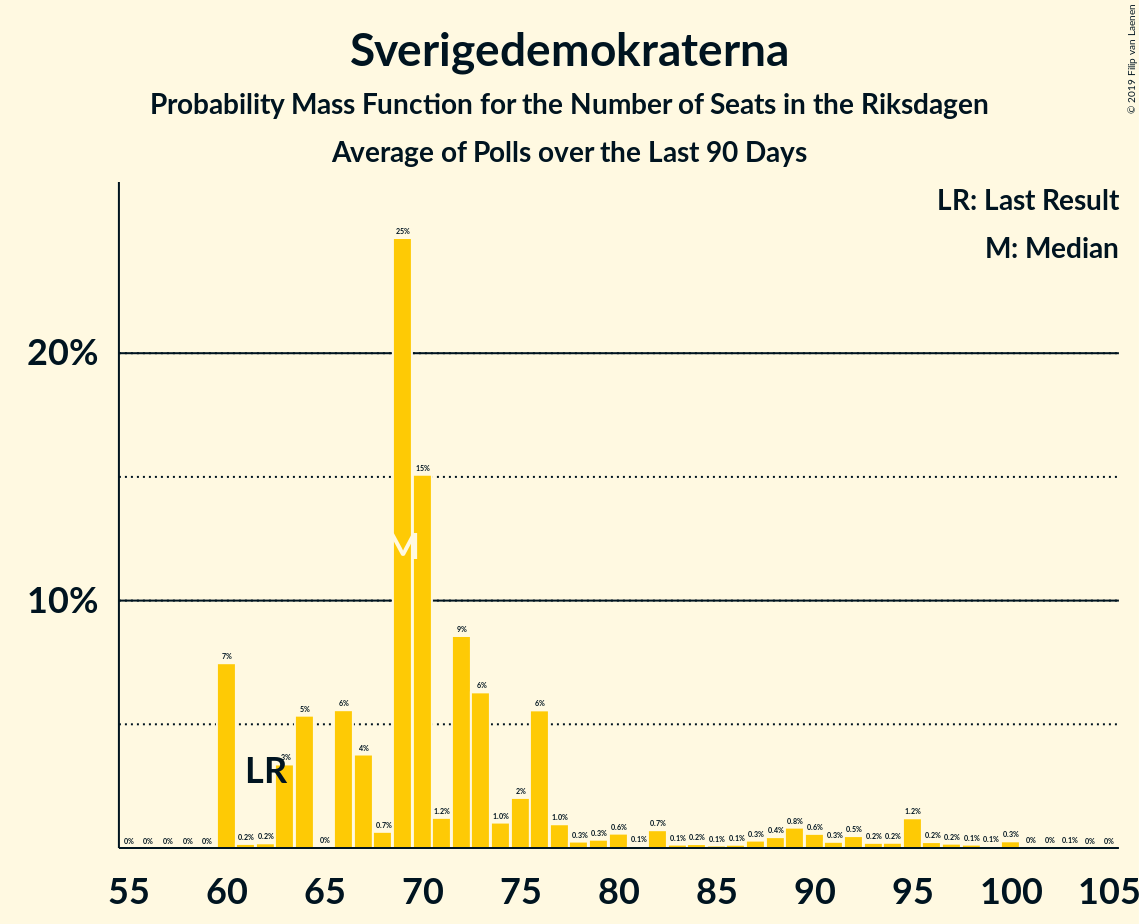 Sverigedemokraterna
Probability Mass Function for the Number of Seats in the Riksdagen
Average of Polls over the Last 90 Days
© 2019 Filip van Laenen
LR: Last Result
M: Median
20%
10%
0% 0% 0% 0% 0% 7% 0.2% 0.2% 3% 5% 0% 6% 4% 0.7% 25% 15% 1.2% 9% 6% 1.0% 2% 6% 1.0% 0.3% 0.3% 0.6% 0.1% 0.7% 0.1% 0.2% 0.1% 0.1% 0.3% 0.4% 0.8% 0.6% 0.3% 0.5% 0.2% 0.2% 1.2% 0.2% 0.2% 0.1% 0.1% 0.3% 0% 0% 0.1% 0% 0%
M
LR
55 60 65 70 75 80 85 90 95 100 105